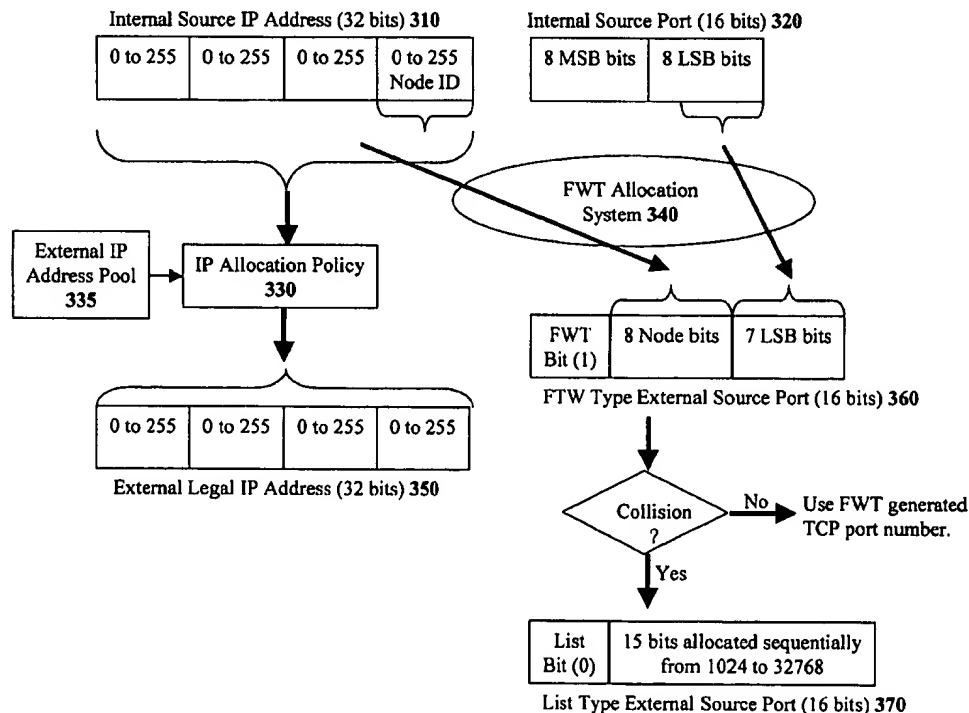 Internal Source IP Address (32 bits) 310
Internal Source Port (16 bits) 320
0 to 255
0 to 255
0 to 255
0 to 255
Node ID
8 MSB bits
8 LSB bits
FWT Allocation
System 340
External IP
Address Pool
335
IP Allocation Policy
330
FWT
Bit (1)
8 Node bits
7 LSB bits
FTW Type External Source Port (16 bits) 360
0 to 255
0 to 255
0 to 255
0 to 255
External Legal IP Address (32 bits) 350
Collision
?
No
Use FWT generated
TCP port number.
Yes
List
Bit (0)
15 bits allocated sequentially
from 1024 to 32768
List Type External Source Port (16 bits) 370